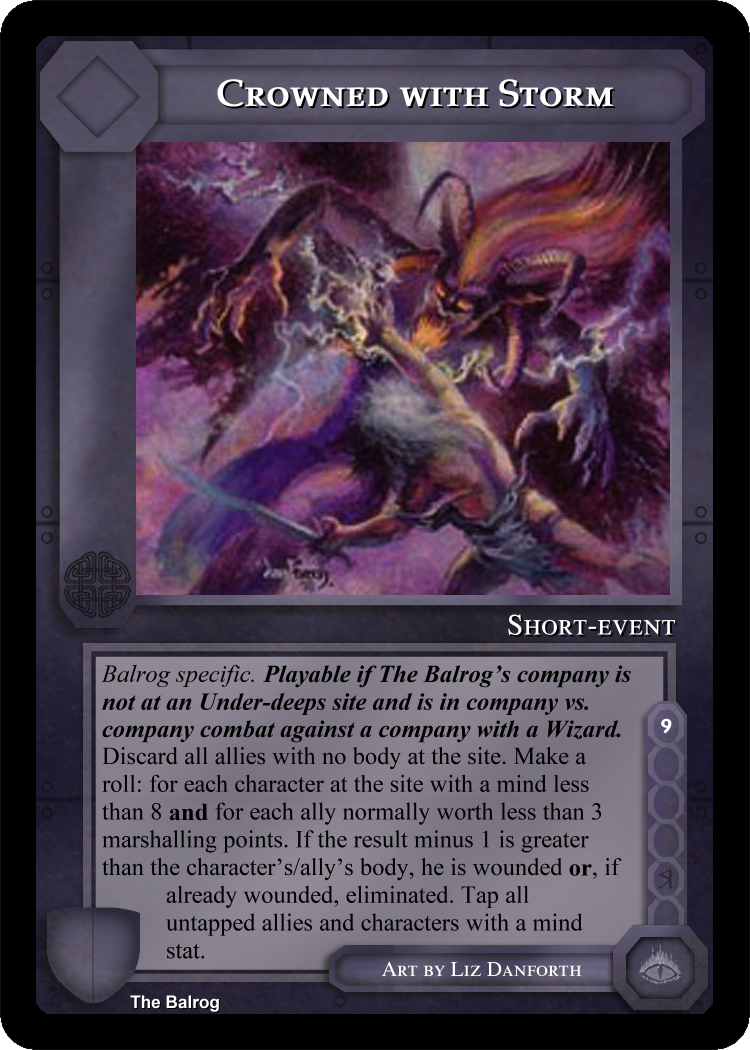 Crowned with Storm
Short-event
Balrog specific. Playable if The Balrog's company is
not at an Under-deeps site and is in company vs.
company combat against a company with a Wizard.
Discard all allies with no body at the site. Make a
roll: for each character at the site with a mind less
than 8 and for each ally normally worth less than 3
marshalling points. If the result minus 1 is greater
than the character's/ally's body, he is wounded or, if
already wounded, eliminated. Tap all
untapped allies and characters with a mind
stat.
9
Art by Liz Danforth
The Balrog